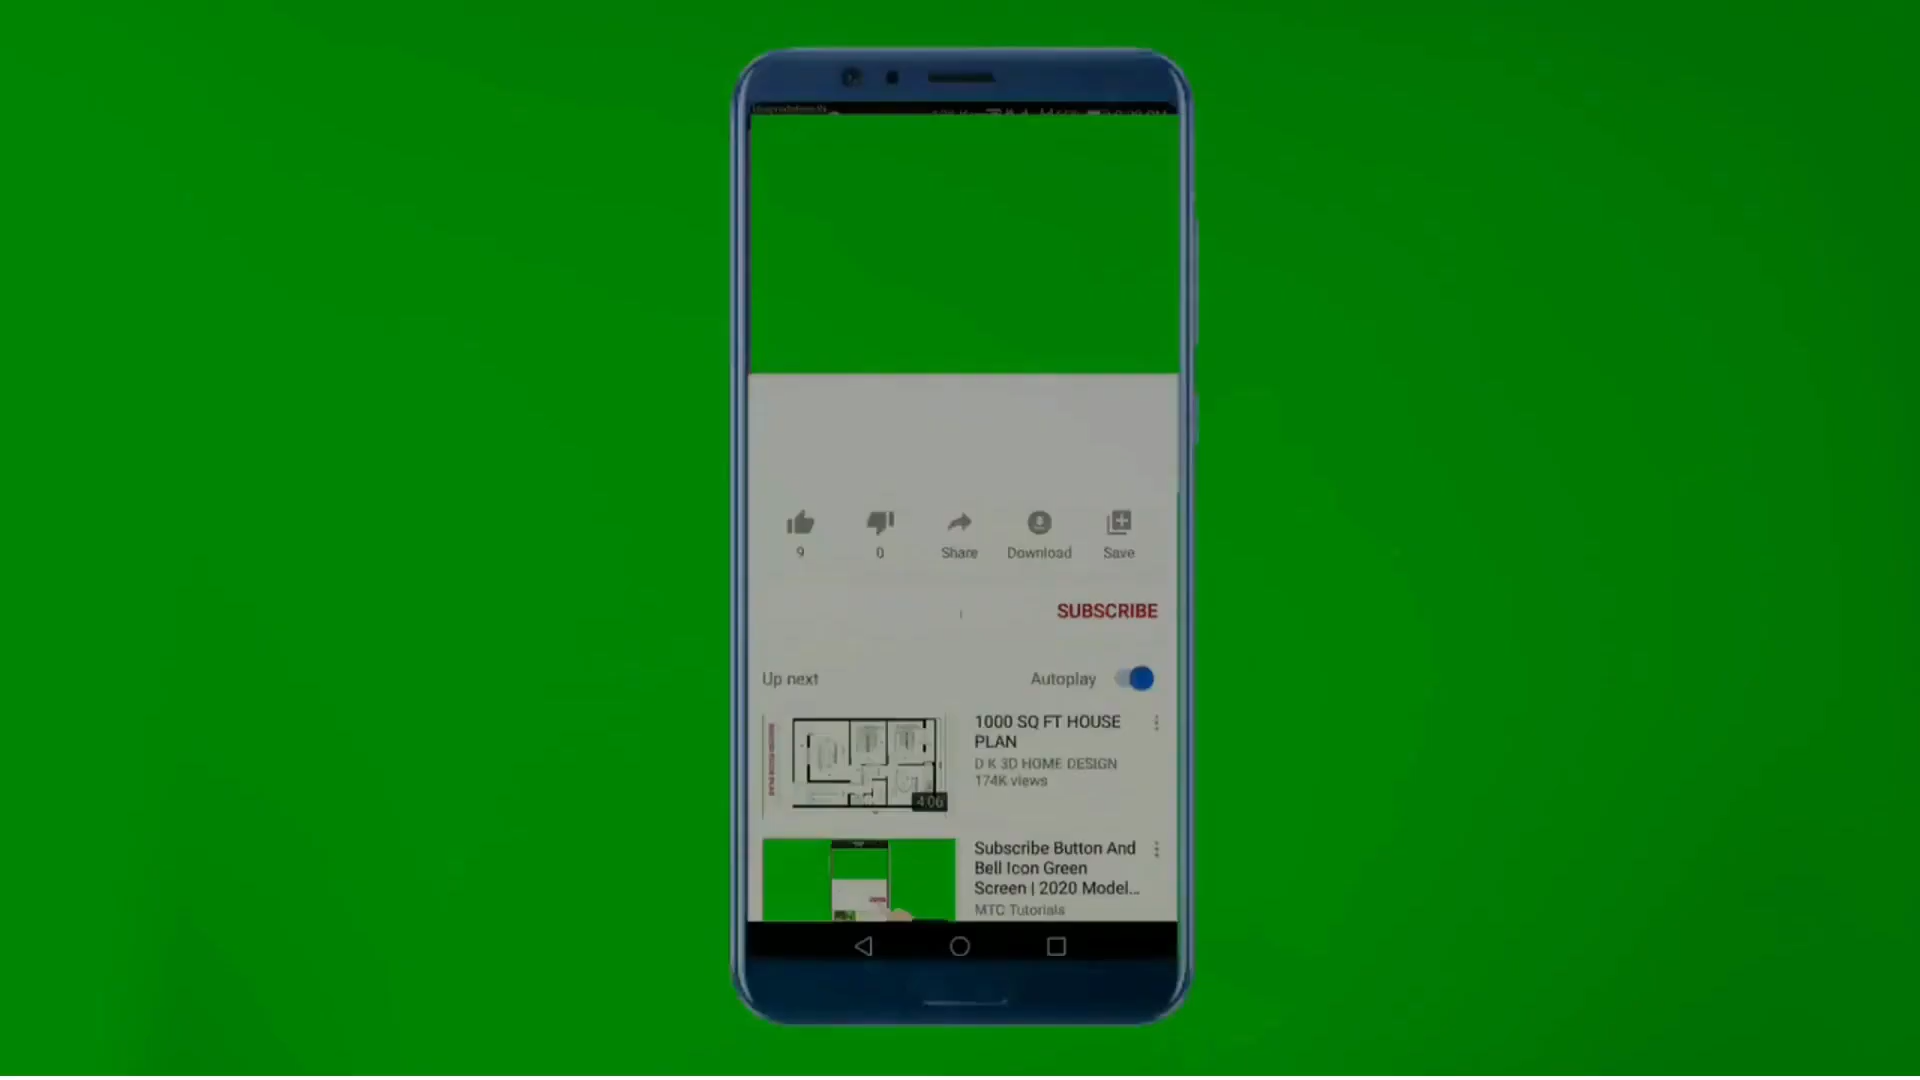 9
0
Share
Download
Save
SUBSCRIBE
Up next
Autoplay
1000 SQ FT HOUSE
PLAN
D K 3D HOME DESIGN
174K views
4:06
Subscribe Button And
Bell Icon Green
Screen | 2020 Model...
MTC Tutorials